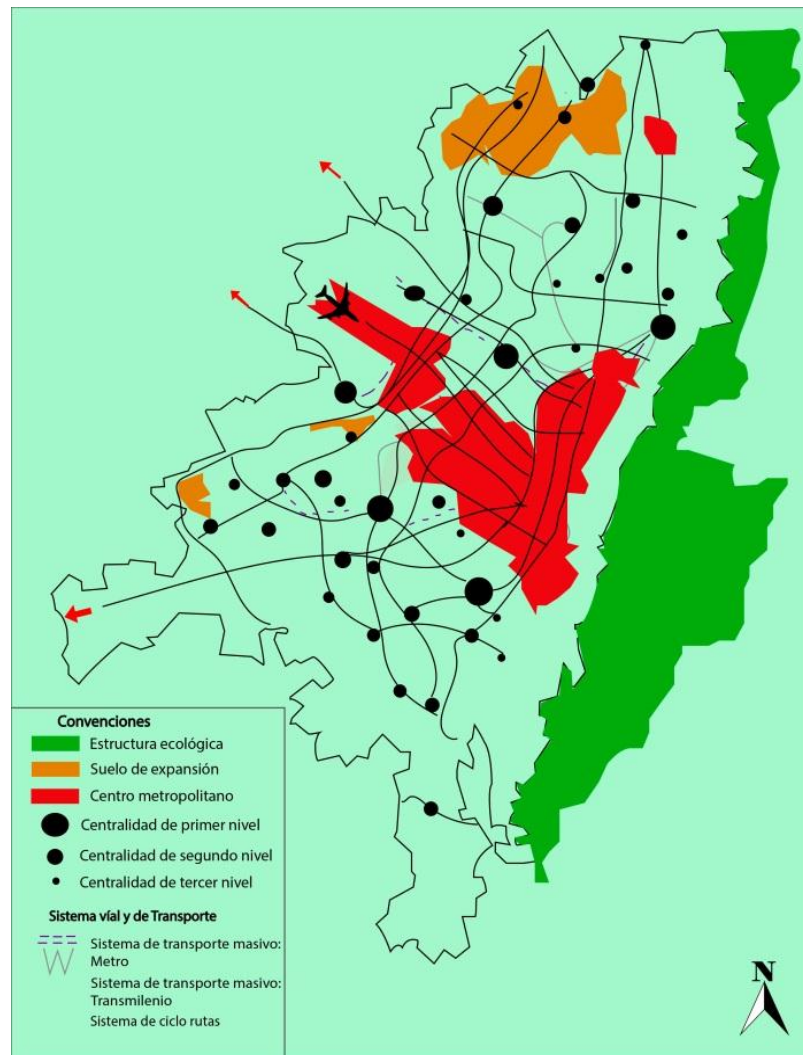 Convenciones
Estructura ecológica
Suelo de expansión
Centro metropolitano
Centralidad de primer nivel
Centralidad de segundo nivel
Centralidad de tercer nivel
Sistema víal y de Transporte
Sistema de transporte masivo:
Metro
Sistema de transporte masivo:
Transmilenio
Sistema de ciclo rutas
N